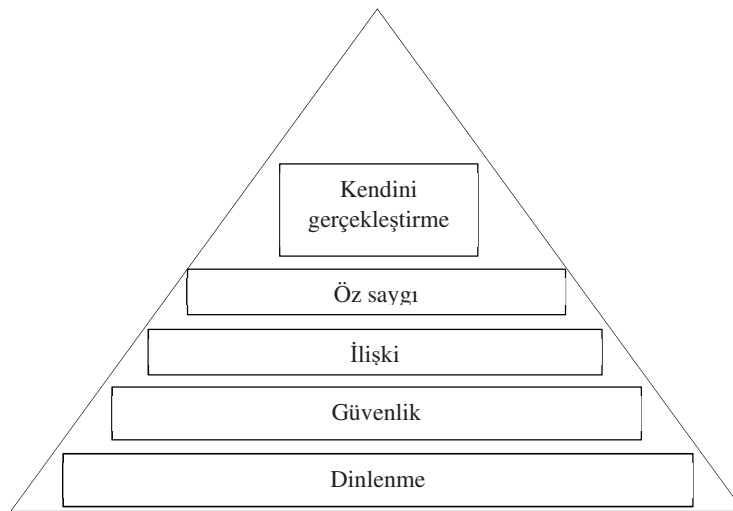 Kendini
gerçekleştirme
Öz saygı
İlişki
Güvenlik
Dinlenme